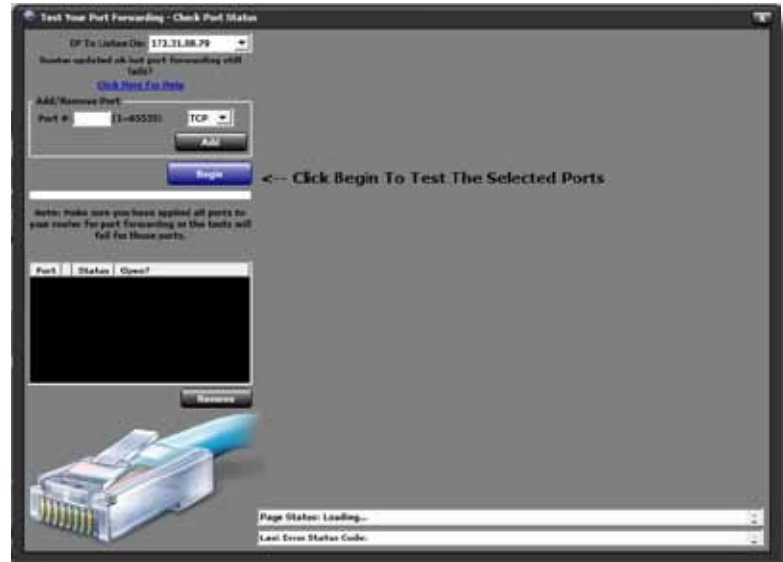 Test Your Port Forwarding - Check Port Status
IP To Listen On: 172.31.88.79
Router updated ok but port forwarding still
fails?
Click Here For Help
Add/Remove Port
Port #: (1-65535) TCP
Add
Begin
<-- Click Begin To Test The Selected Ports
Note: Make sure you have applied all ports to
your router for port forwarding or the tests will
fail for those ports.
Port Status Open?
Remove
Page Status: Loading...
Last Error Status Code: